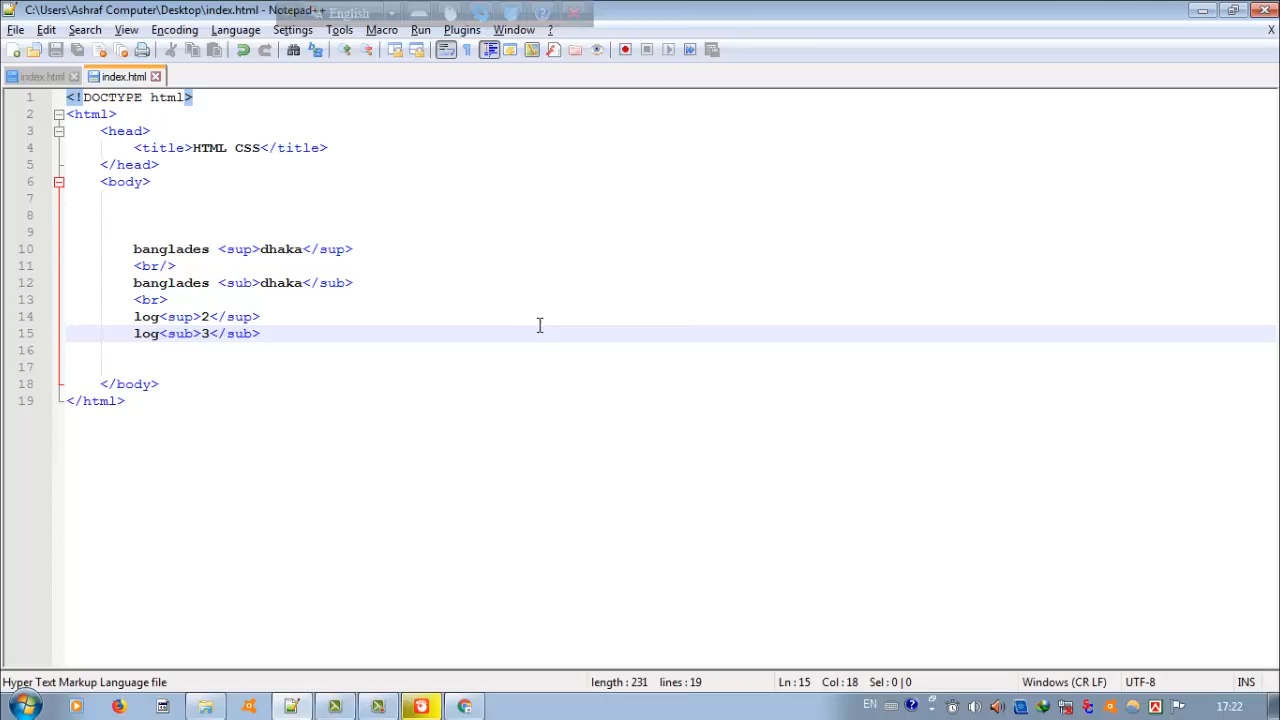 C:\Users\Ashraf Computer\Desktop\index.html - Notepad++
English
File Edit Search View Encoding Language Settings Tools Macro Run Plugins Window ?
X
index.html index.html
1 <!DOCTYPE html>
2 <html>
3 <head>
4 <title>HTML CSS</title>
5 </head>
6 <body>
7
8
9
10 banglades <sup>dhaka</sup>
11 <br/>
12 banglades <sub>dhaka</sub>
13 <br>
14 log<sup>2</sup>
15 log<sub>3</sub>
16
17
18 </body>
19 </html>
Hyper Text Markup Language file length : 231 lines : 19 Ln : 15 Col : 18 Sel : 0 | 0 Windows (CR LF) UTF-8 INS
EN 17:22